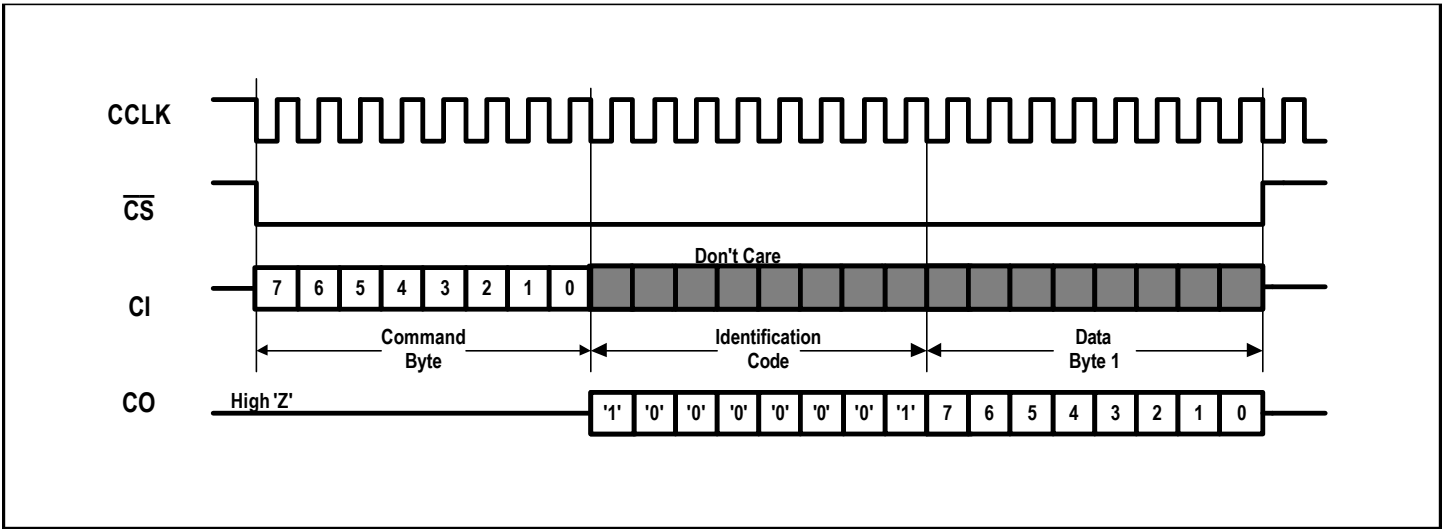 CCLK
CS
Don't Care
CI
7 6 5 4 3 2 1 0
Command
Byte
Identification
Code
Data
Byte 1
CO
High 'Z'
'1' '0' '0' '0' '0' '0' '0' '1' 7 6 5 4 3 2 1 0